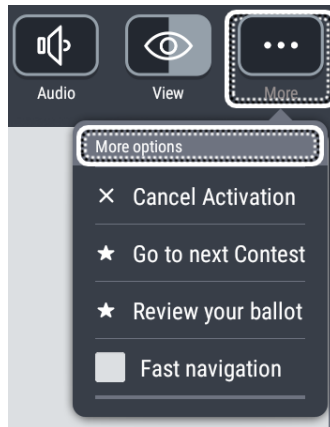 Audio
View
More
More options
Cancel Activation
Go to next Contest
Review your ballot
Fast navigation